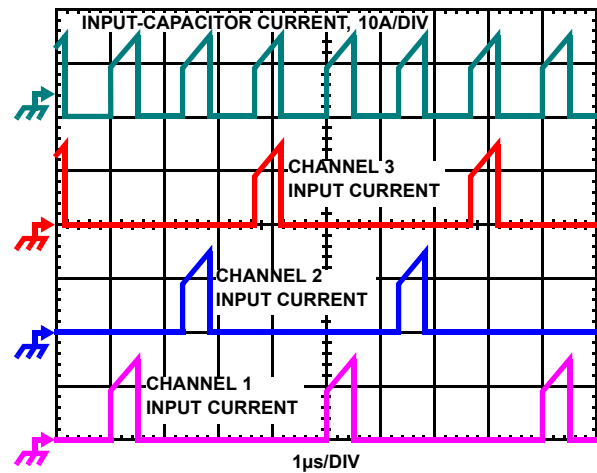 INPUT-CAPACITOR CURRENT, 10A/DIV
CHANNEL 3
INPUT CURRENT
CHANNEL 2
INPUT CURRENT
CHANNEL 1
INPUT CURRENT
1µs/DIV